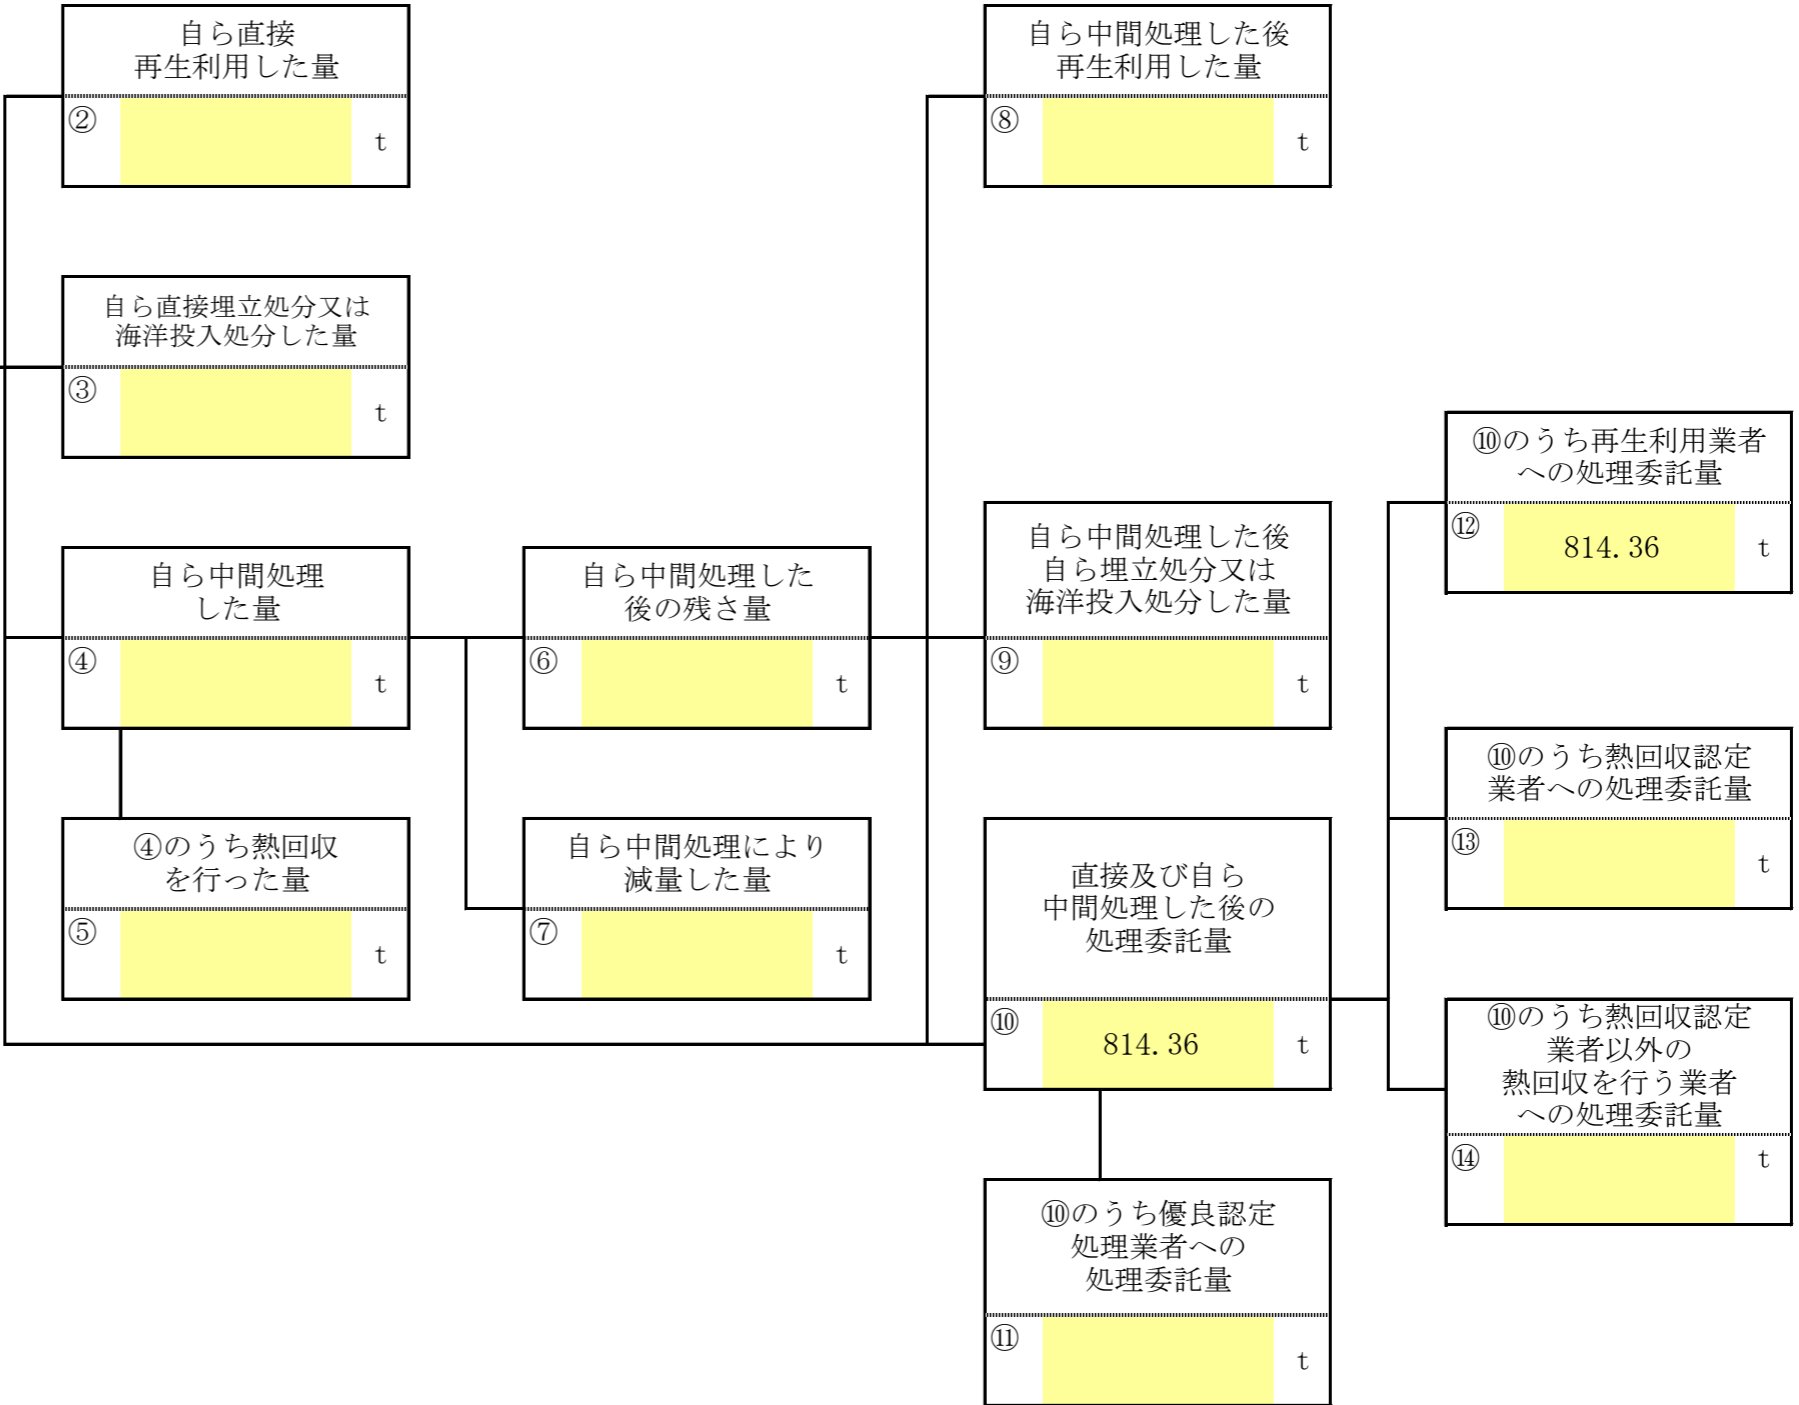 自ら直接
再生利用した量
②
t
自ら中間処理した後
再生利用した量
⑧
t
自ら直接埋立処分又は
海洋投入処分した量
③
t
⑩のうち再生利用業者
への処理委託量
⑫
814.36
t
自ら中間処理
した量
④
t
自ら中間処理した
後の残さ量
⑥
t
自ら中間処理した後
自ら埋立処分又は
海洋投入処分した量
⑨
t
⑩のうち熱回収認定
業者への処理委託量
⑬
t
④のうち熱回収
を行った量
⑤
t
自ら中間処理により
減量した量
⑦
t
直接及び自ら
中間処理した後の
処理委託量
⑩
814.36
t
⑩のうち熱回収認定
業者以外の
熱回収を行う業者
への処理委託量
⑭
t
⑩のうち優良認定
処理業者への
処理委託量
⑪
t